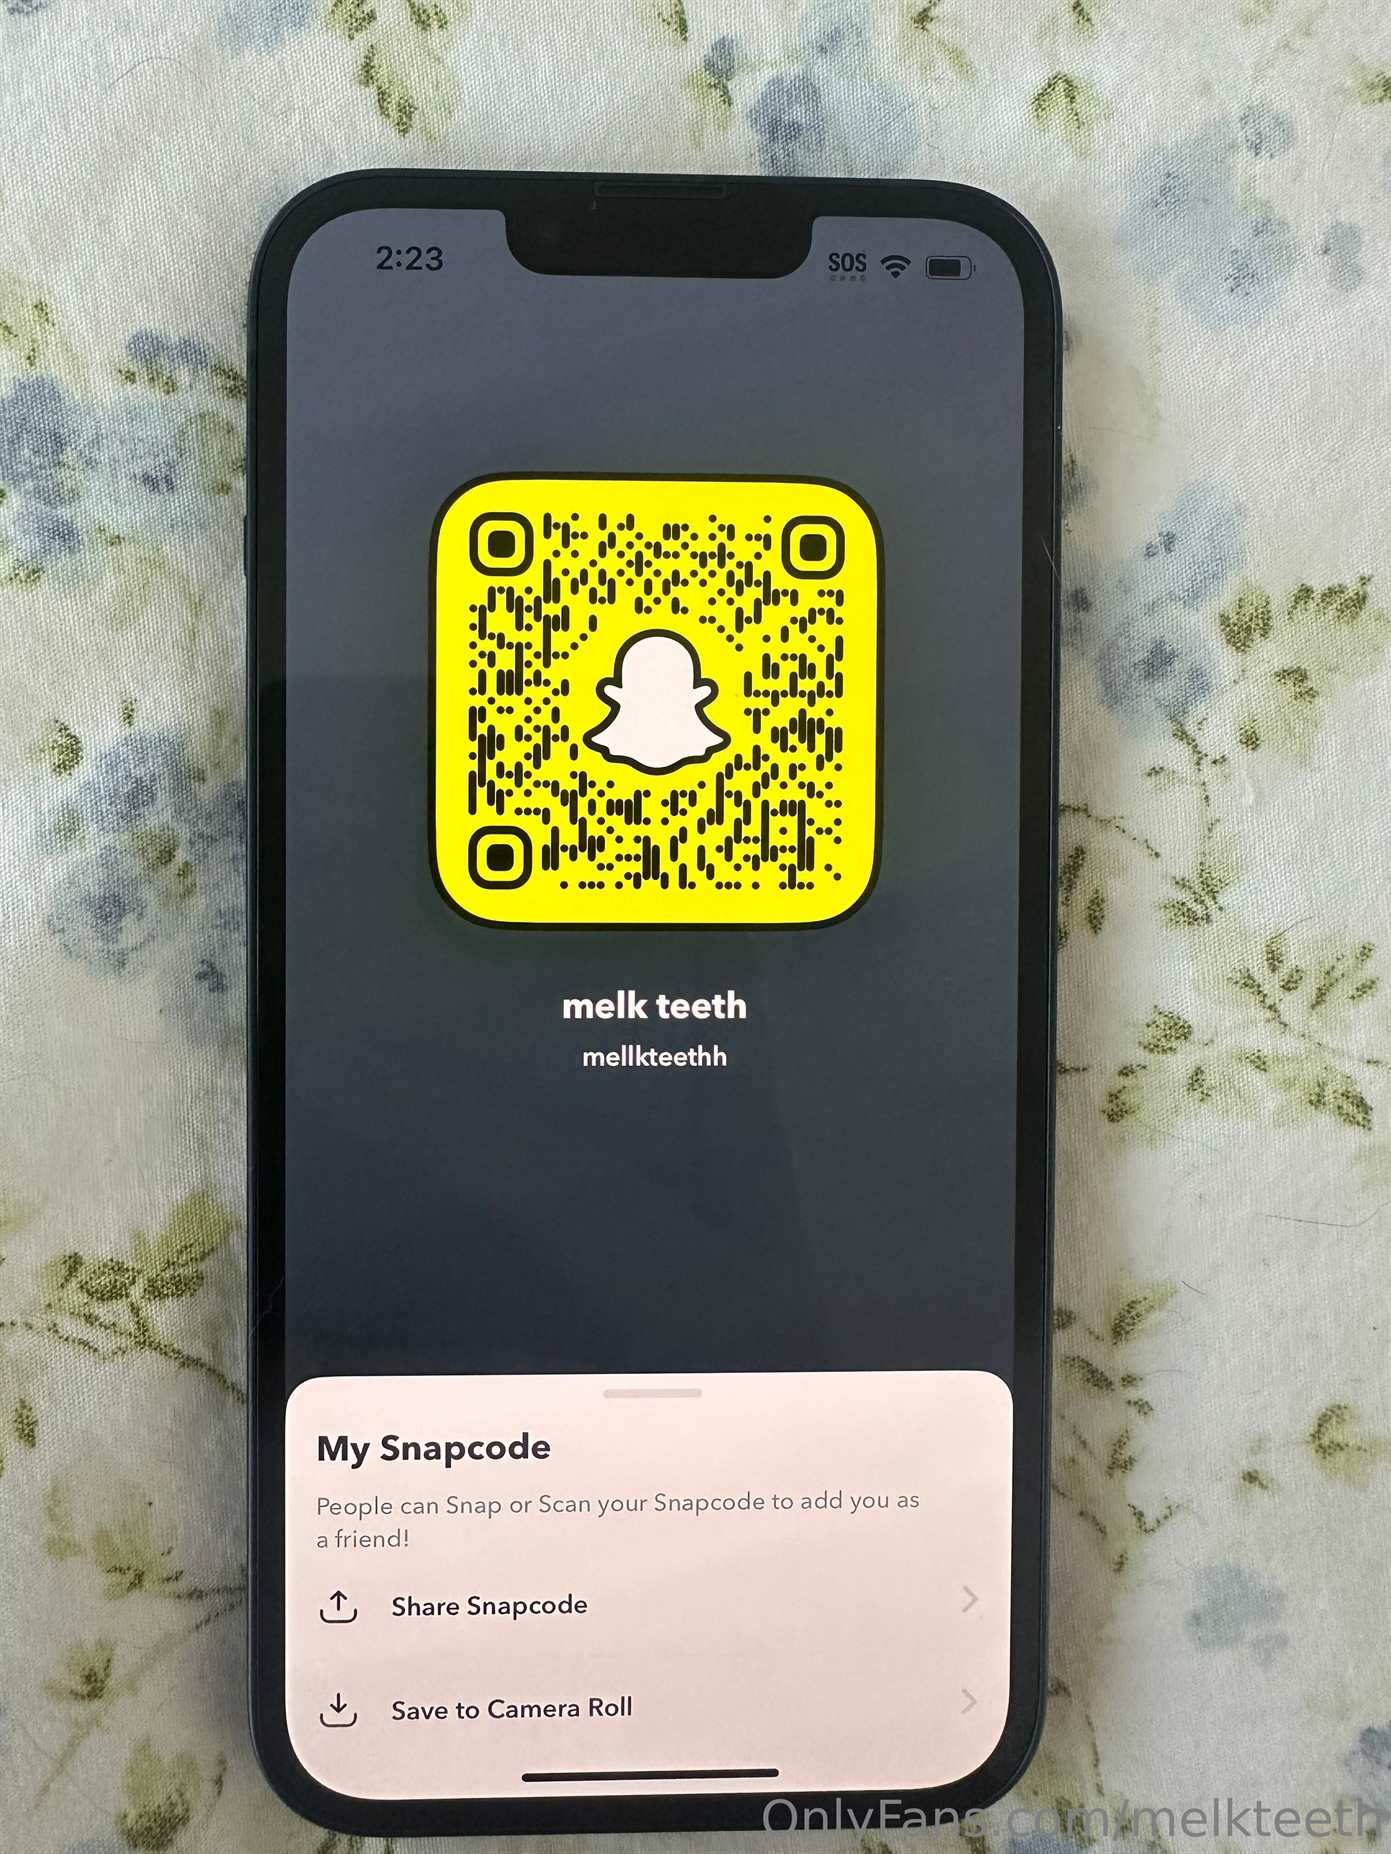 2:23
SOS
melk teeth
mellkteethh
My Snapcode
People can Snap or Scan your Snapcode to add you as
a friend!
Share Snapcode
Save to Camera Roll
OnlyFans.com/melkteeth